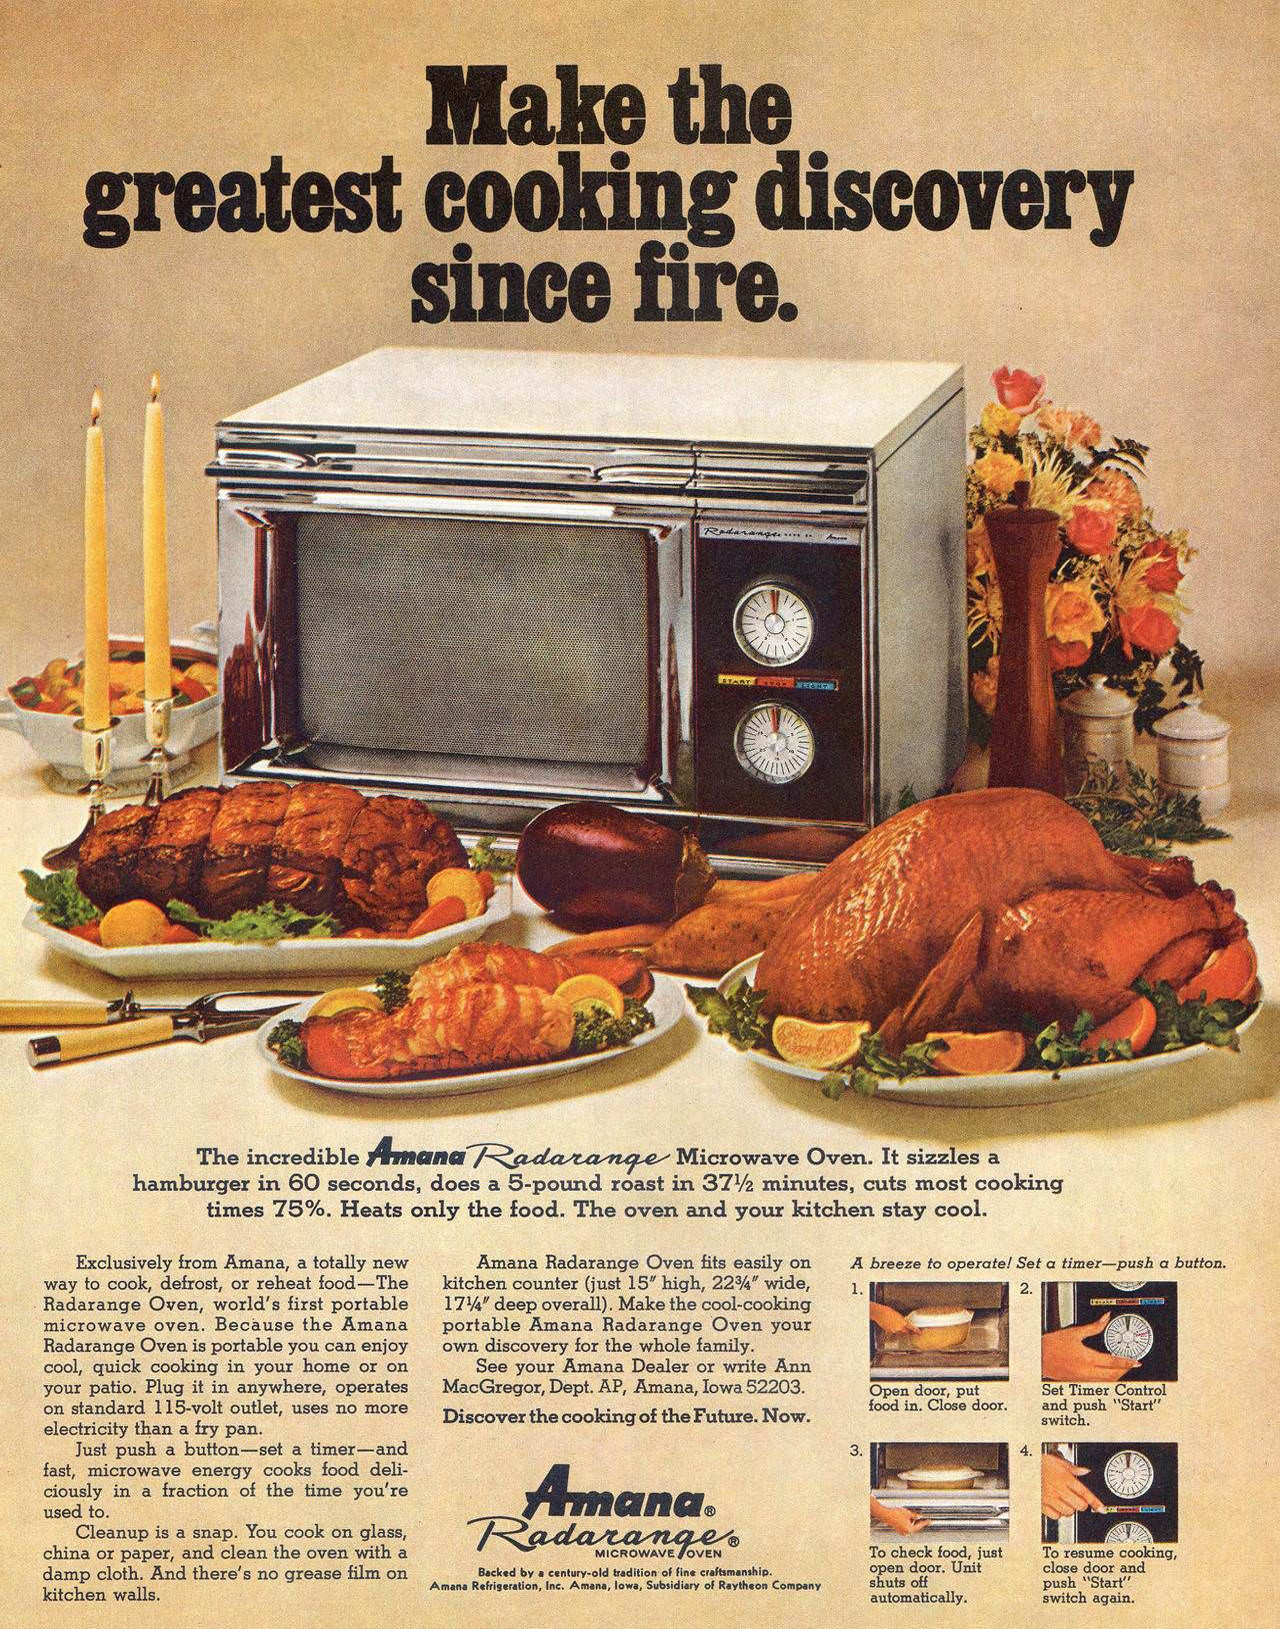 Make the
greatest cooking discovery
since fire.
Radarange
Amana
START STOP LIGHT
The incredible Amana Radarange Microwave Oven. It sizzles a
hamburger in 60 seconds, does a 5-pound roast in 37½ minutes, cuts most cooking
times 75%. Heats only the food. The oven and your kitchen stay cool.
Exclusively from Amana, a totally new
way to cook, defrost, or reheat food—The
Radarange Oven, world's first portable
microwave oven. Because the Amana
Radarange Oven is portable you can enjoy
cool, quick cooking in your home or on
your patio. Plug it in anywhere, operates
on standard 115-volt outlet, uses no more
electricity than a fry pan.
Just push a button—set a timer—and
fast, microwave energy cooks food deli-
ciously in a fraction of the time you're
used to.
Cleanup is a snap. You cook on glass,
china or paper, and clean the oven with a
damp cloth. And there's no grease film on
kitchen walls.
Amana Radarange Oven fits easily on
kitchen counter (just 15″ high, 22¾″ wide,
17¼″ deep overall). Make the cool-cooking
portable Amana Radarange Oven your
own discovery for the whole family.
See your Amana Dealer or write Ann
MacGregor, Dept. AP, Amana, Iowa 52203.
Discover the cooking of the Future. Now.
Amana®
Radarange®
MICROWAVE OVEN
Backed by a century-old tradition of fine craftsmanship.
Amana Refrigeration, Inc. Amana, Iowa, Subsidiary of Raytheon Company
A breeze to operate! Set a timer—push a button.
1.
Open door, put
food in. Close door.
2.
Set Timer Control
and push "Start"
switch.
3.
To check food, just
open door. Unit
shuts off
automatically.
4.
To resume cooking,
close door and
push "Start"
switch again.